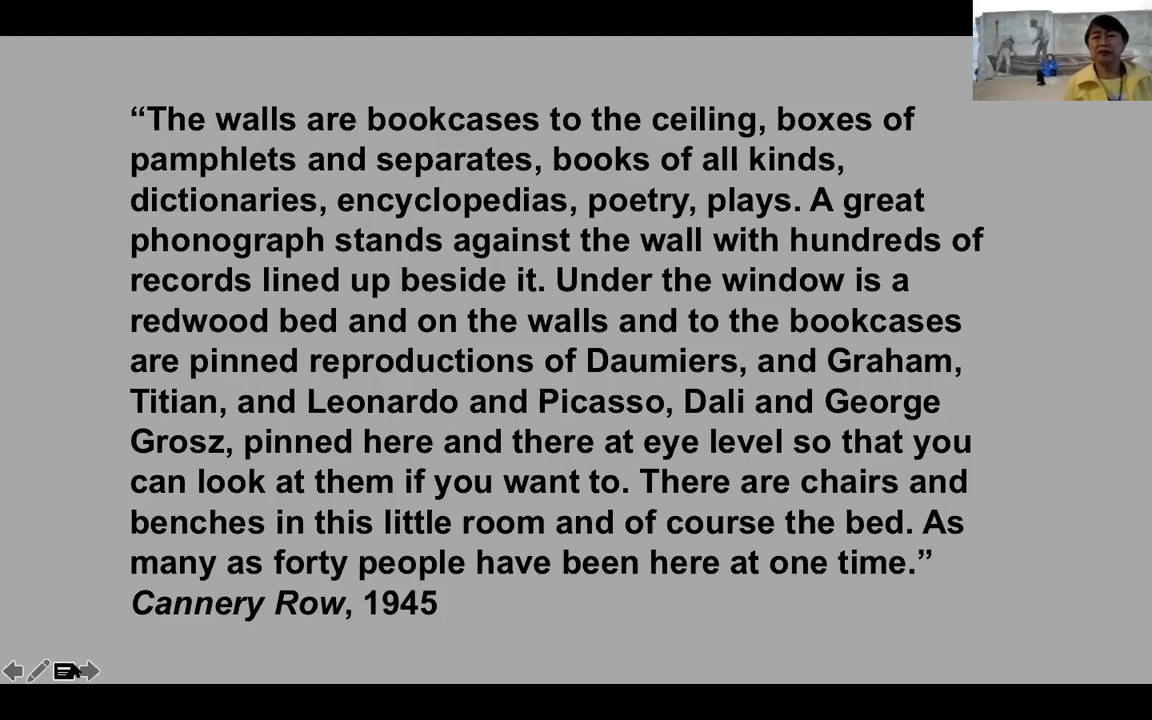 “The walls are bookcases to the ceiling, boxes of
pamphlets and separates, books of all kinds,
dictionaries, encyclopedias, poetry, plays. A great
phonograph stands against the wall with hundreds of
records lined up beside it. Under the window is a
redwood bed and on the walls and to the bookcases
are pinned reproductions of Daumiers, and Graham,
Titian, and Leonardo and Picasso, Dali and George
Grosz, pinned here and there at eye level so that you
can look at them if you want to. There are chairs and
benches in this little room and of course the bed. As
many as forty people have been here at one time.”
Cannery Row, 1945